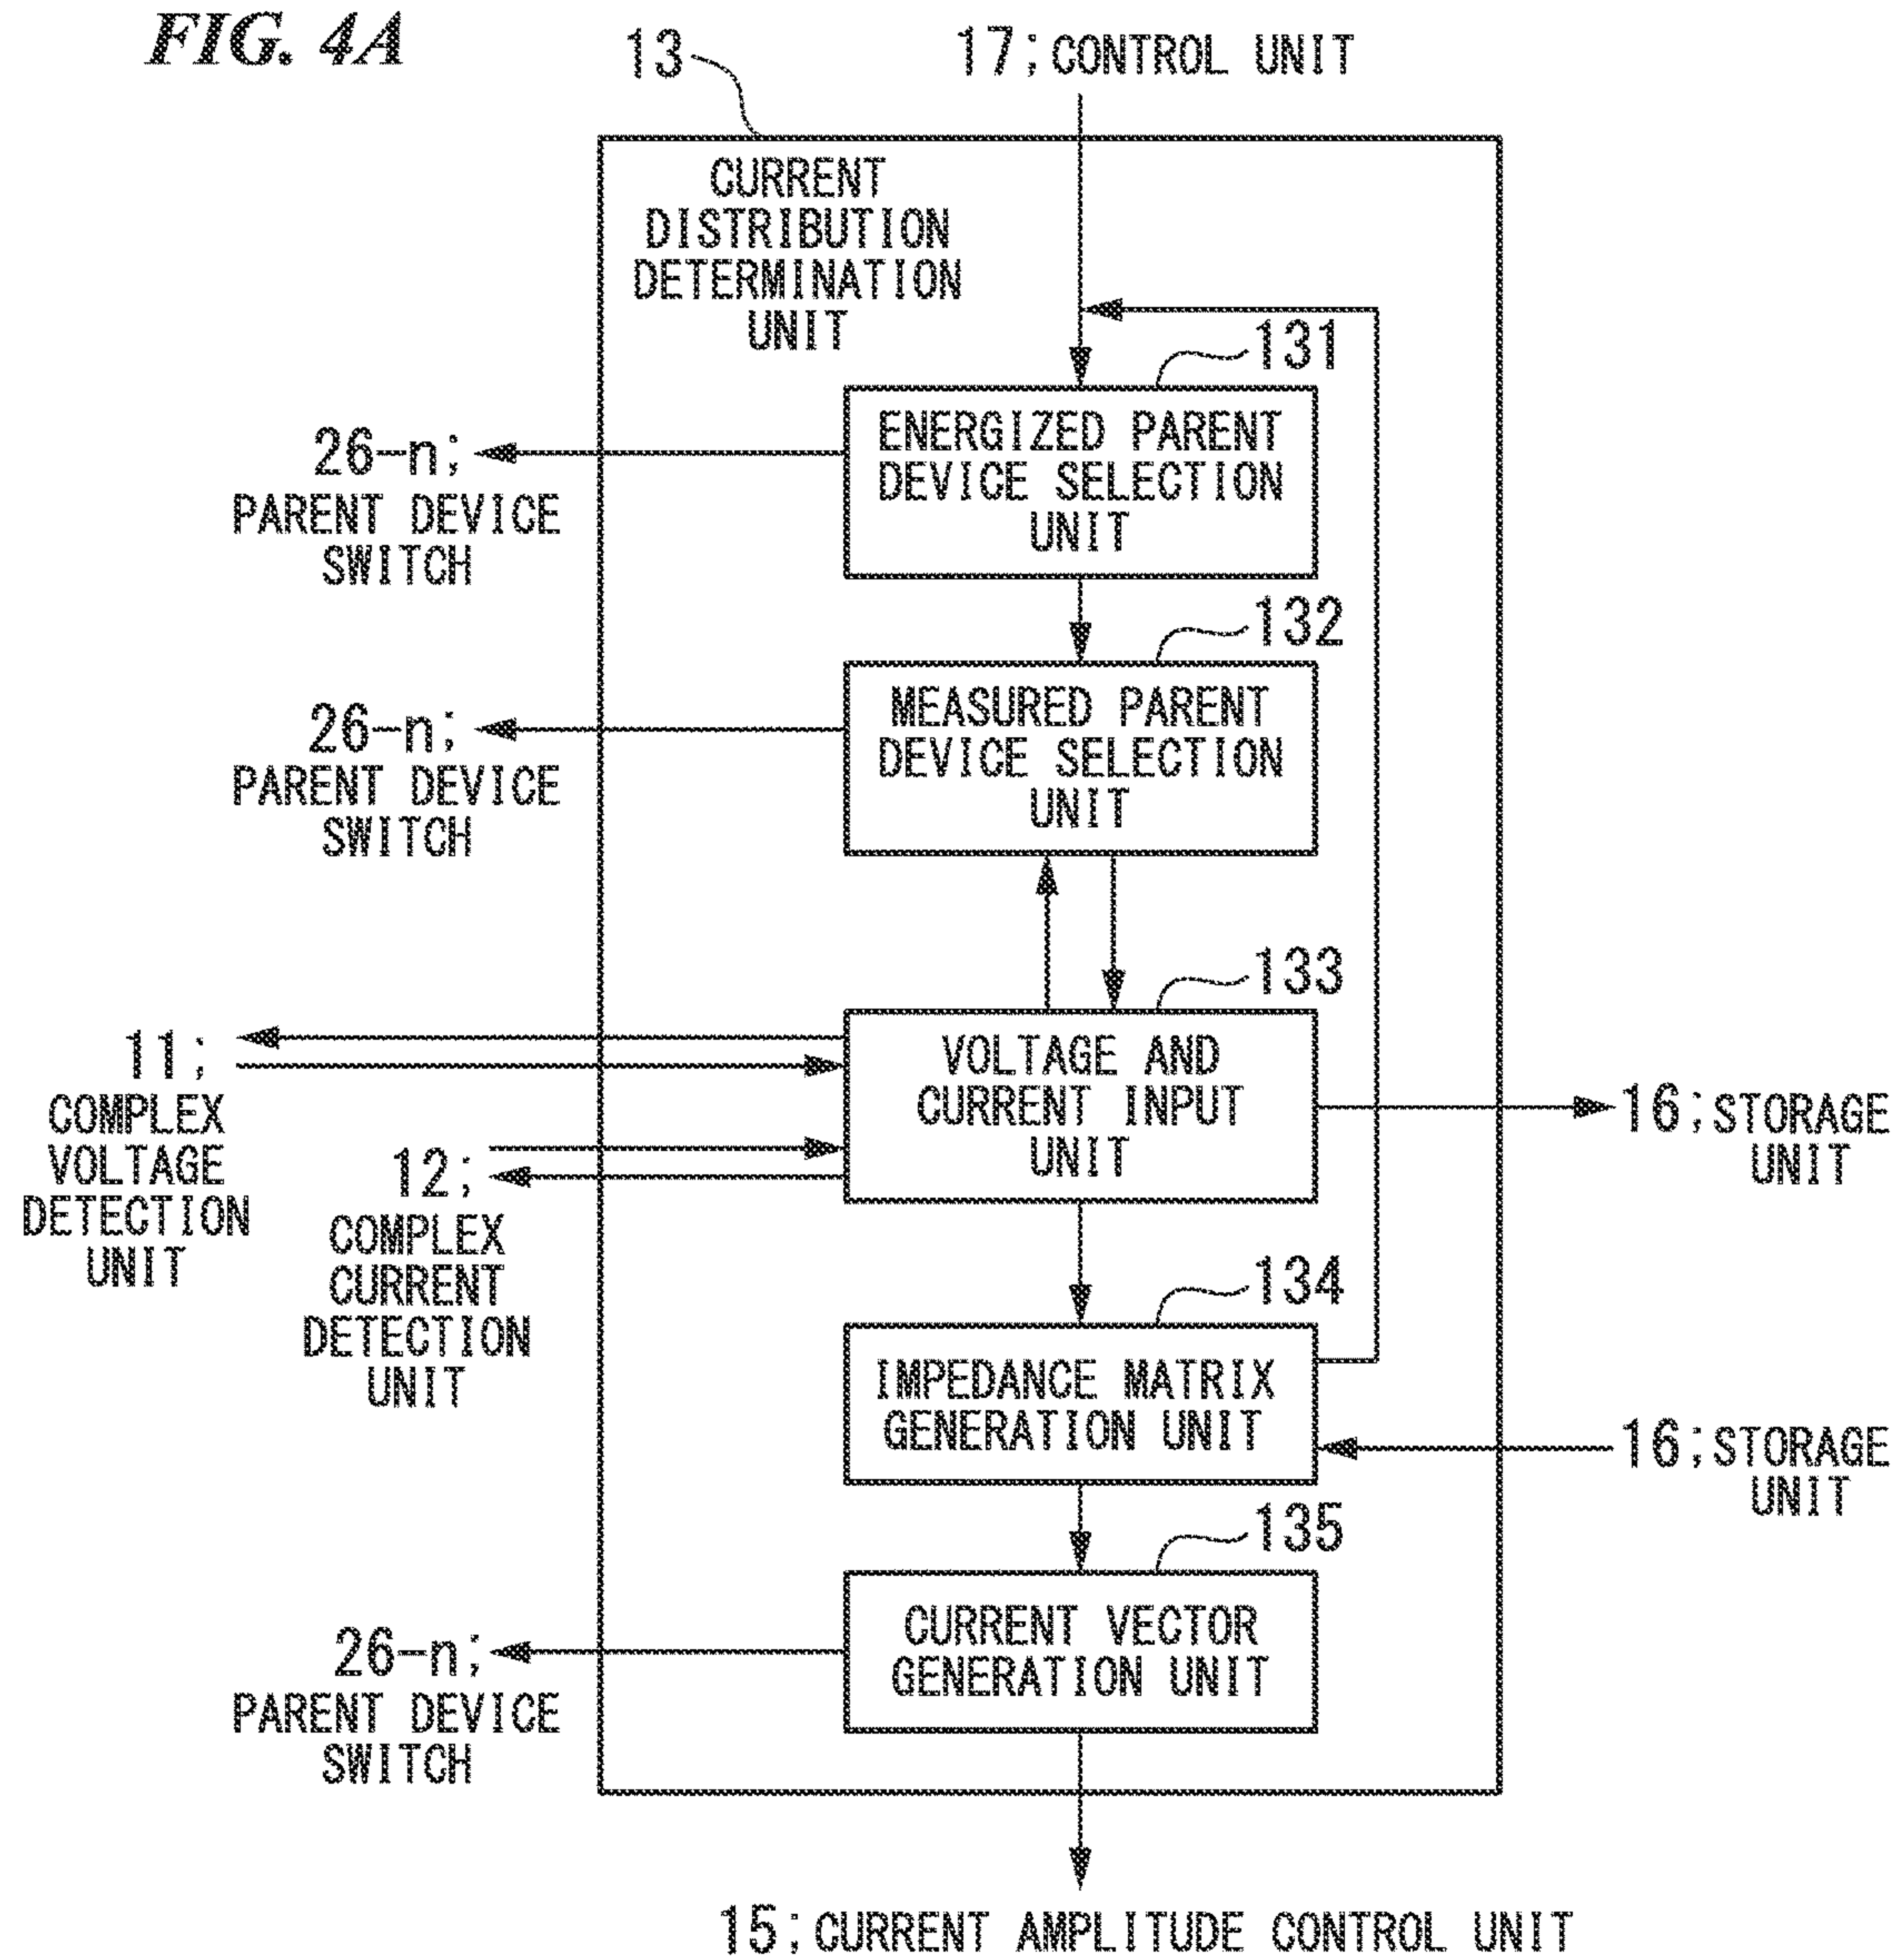 FIG. 4A
13
17; CONTROL UNIT
CURRENT
DISTRIBUTION
DETERMINATION
UNIT
131
ENERGIZED PARENT
DEVICE SELECTION
UNIT
26-n;
PARENT DEVICE
SWITCH
132
MEASURED PARENT
DEVICE SELECTION
UNIT
26-n;
PARENT DEVICE
SWITCH
133
VOLTAGE AND
CURRENT INPUT
UNIT
11;
COMPLEX
VOLTAGE
DETECTION
UNIT
12;
COMPLEX
CURRENT
DETECTION
UNIT
16; STORAGE
UNIT
134
IMPEDANCE MATRIX
GENERATION UNIT
16; STORAGE
UNIT
135
CURRENT VECTOR
GENERATION UNIT
26-n;
PARENT DEVICE
SWITCH
15; CURRENT AMPLITUDE CONTROL UNIT